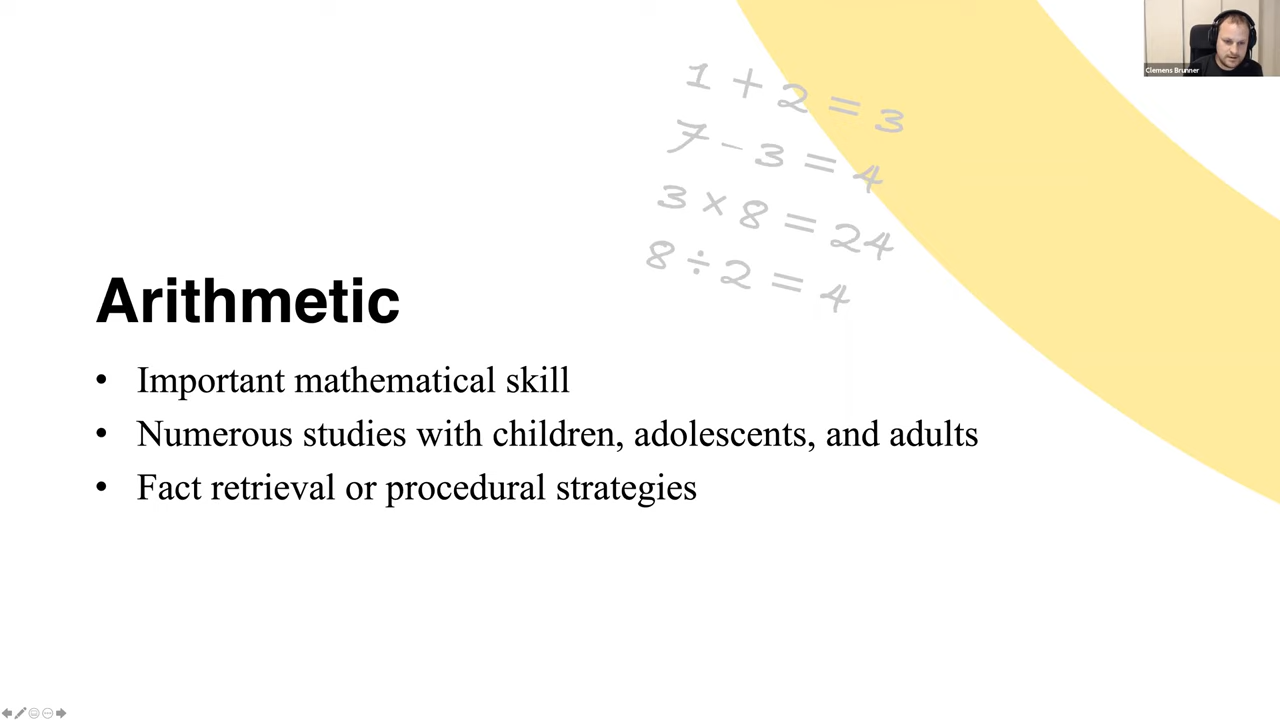 Clemens Brunner
1 + 2 = 3
7 - 3 = 4
3 × 8 = 24
8 ÷ 2 = 4
Arithmetic
• Important mathematical skill
• Numerous studies with children, adolescents, and adults
• Fact retrieval or procedural strategies